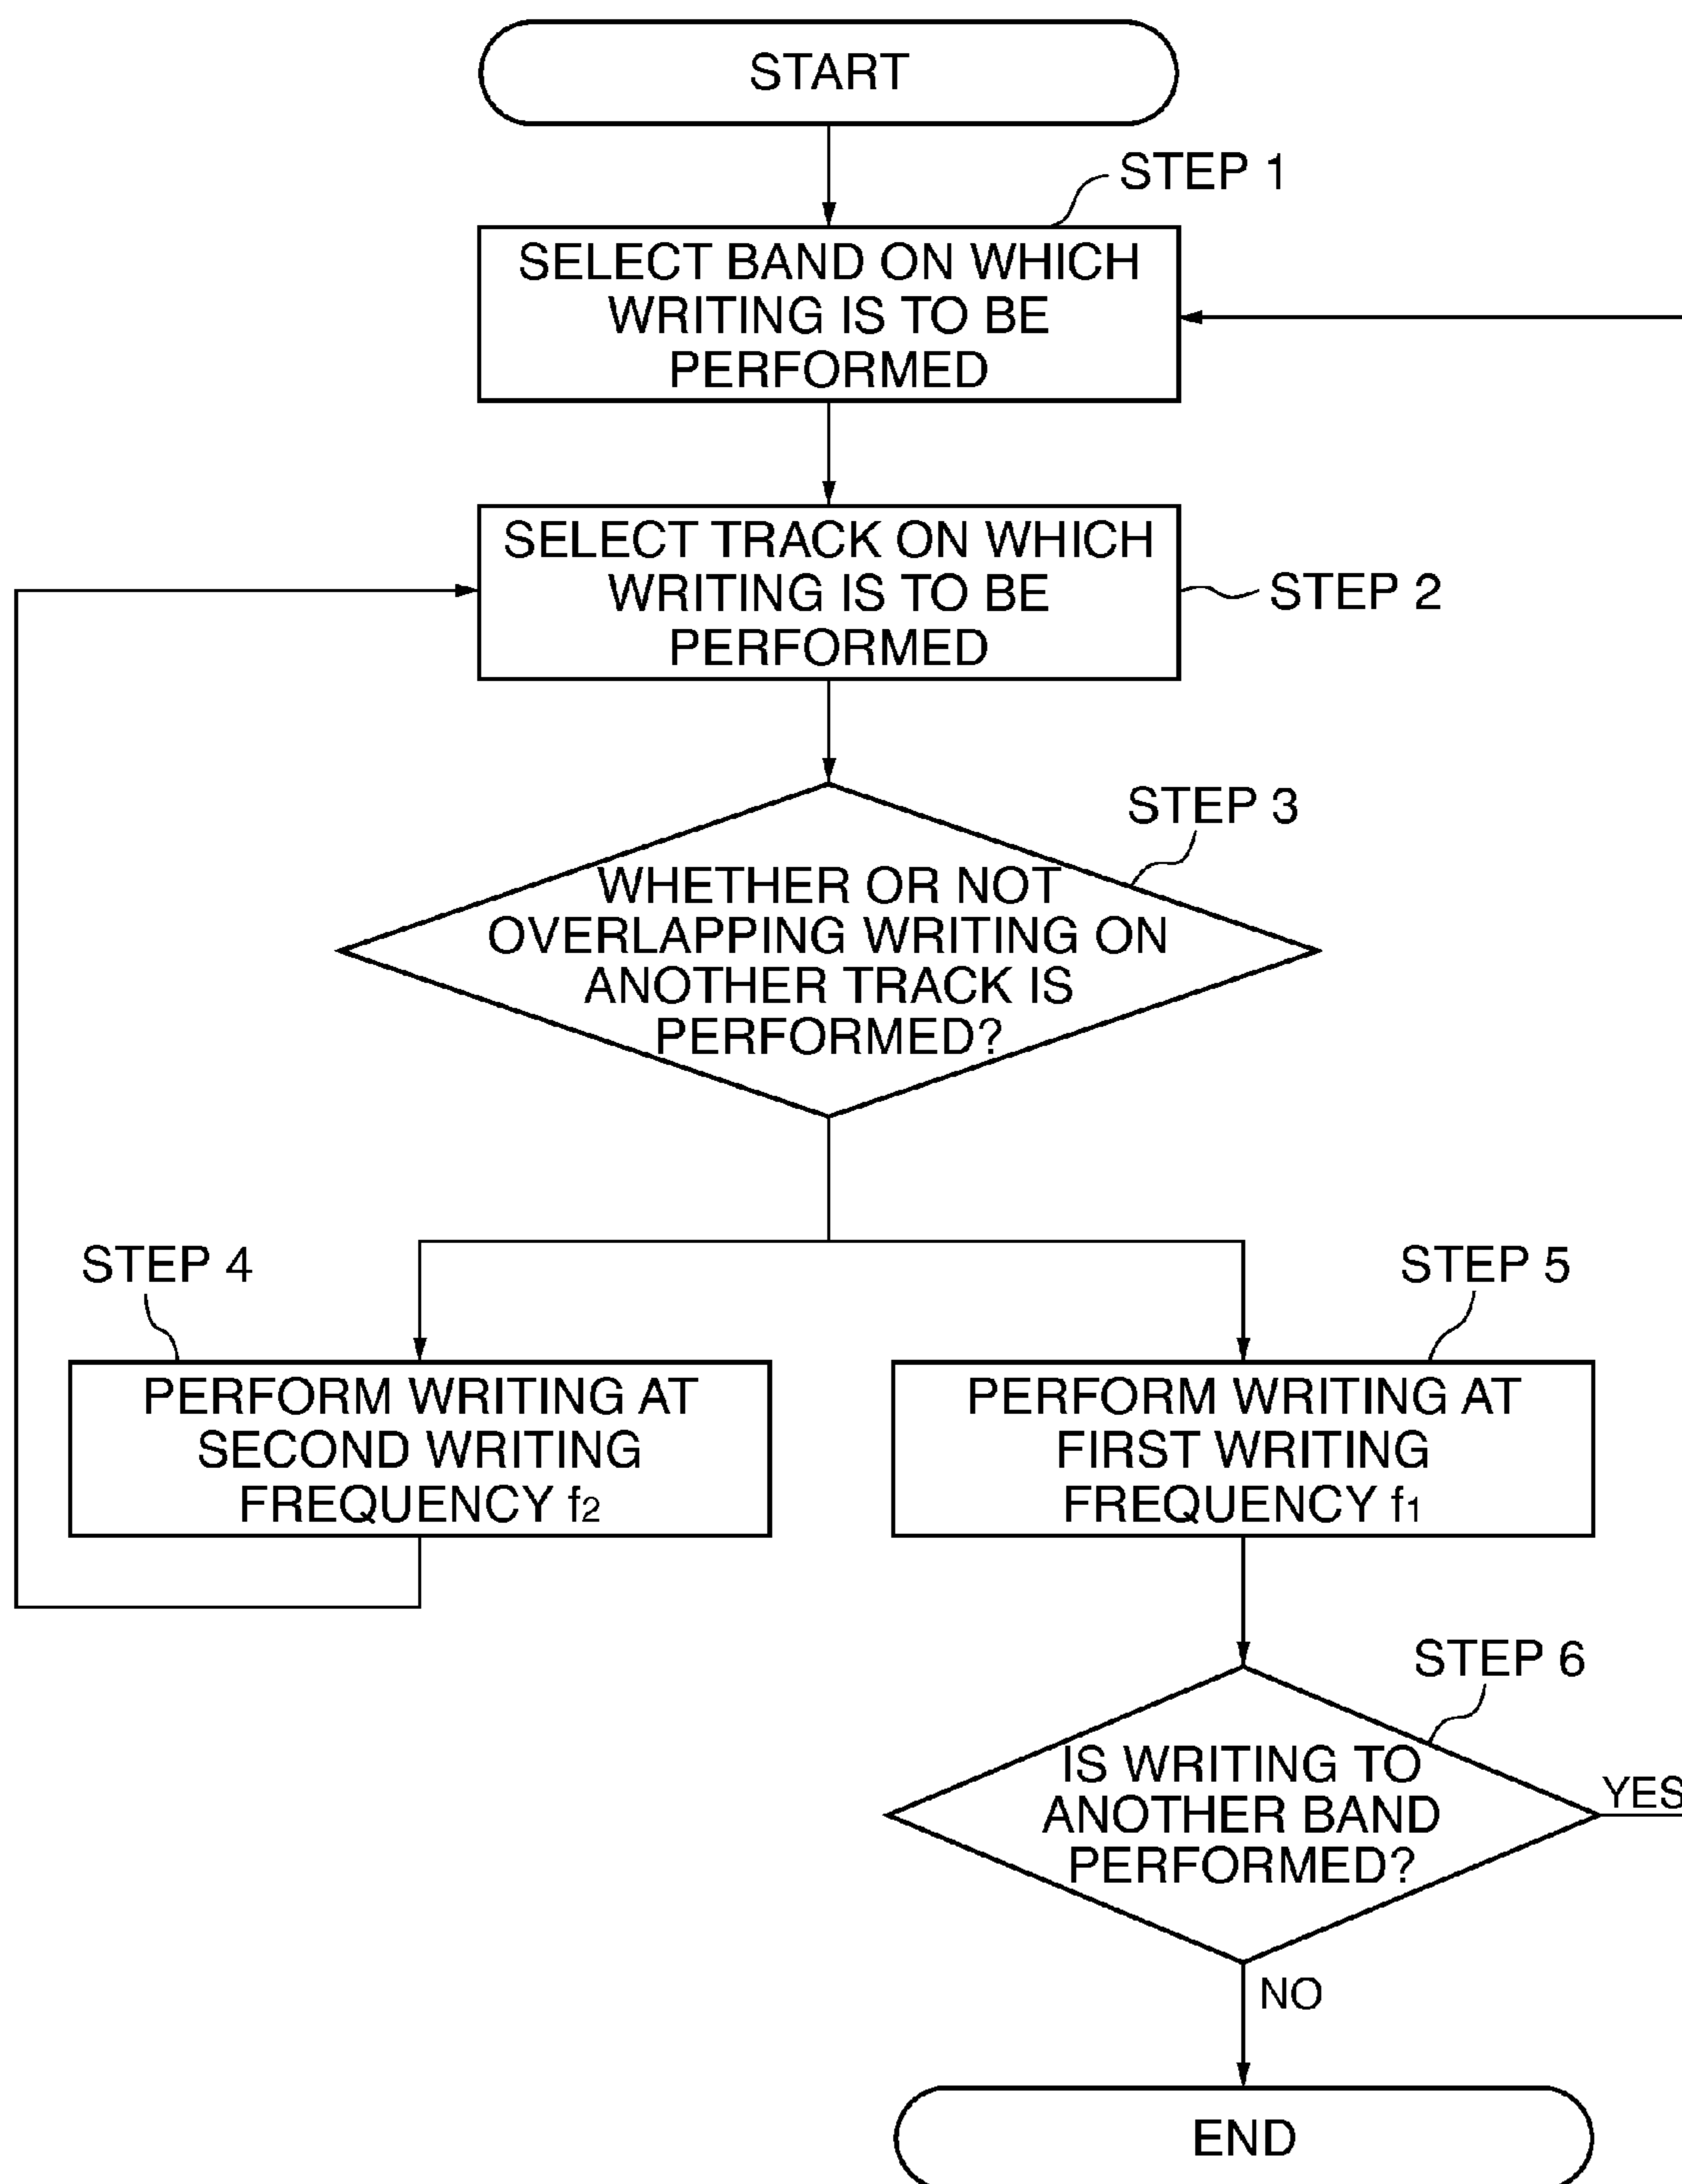 START
STEP 1
SELECT BAND ON WHICH
WRITING IS TO BE
PERFORMED
SELECT TRACK ON WHICH
WRITING IS TO BE
PERFORMED
STEP 2
STEP 3
WHETHER OR NOT
OVERLAPPING WRITING ON
ANOTHER TRACK IS
PERFORMED?
STEP 4
PERFORM WRITING AT
SECOND WRITING
FREQUENCY f2
STEP 5
PERFORM WRITING AT
FIRST WRITING
FREQUENCY f1
STEP 6
IS WRITING TO
ANOTHER BAND
PERFORMED?
YES
NO
END